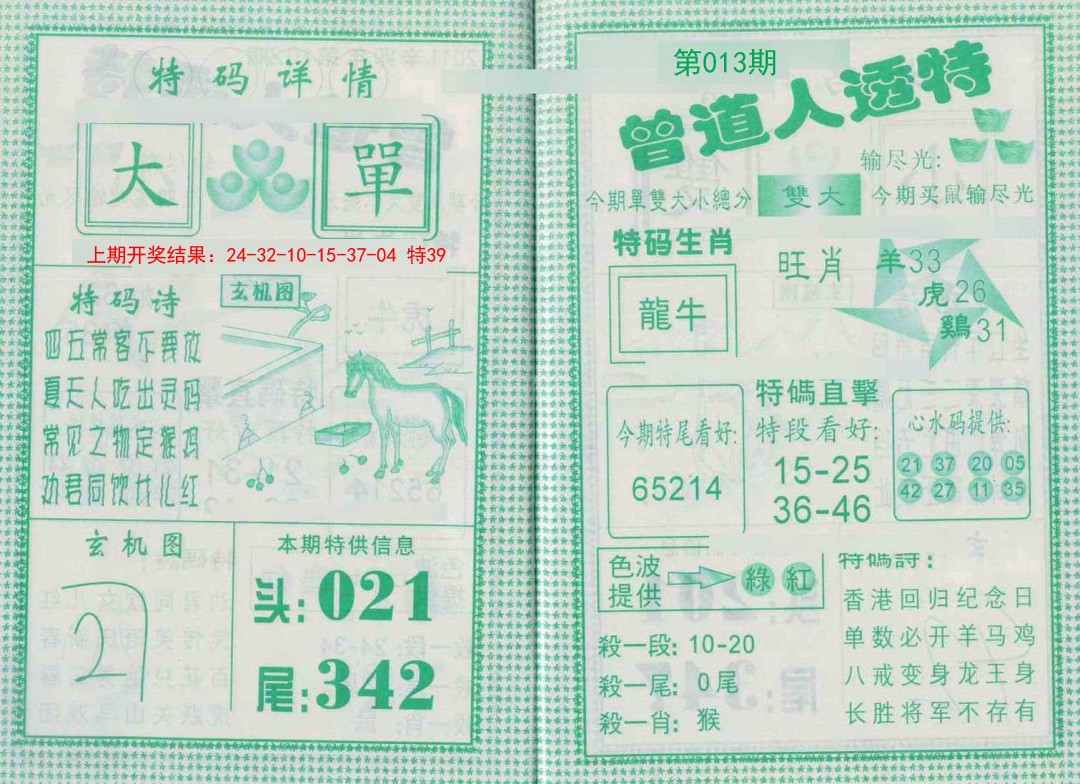 特码详情
大
單
上期开奖结果：24-32-10-15-37-04 特39
特码诗
四五常客不要放
夏天人吃出灵码
常见之物定猴鸡
劝君同饮女儿红
玄机图
玄机图
本期特供信息
头:021
尾:342
第013期
曾道人透特
输尽光:
今期單雙大小總分
雙大
今期买鼠输尽光
特码生肖
龍牛
旺肖
羊33
虎26
鷄31
今期特尾看好:
65214
特碼直擊
特段看好:
15-25
36-46
心水码提供:
21 37 20 05
42 27 11 35
色波
提供
綠 紅
殺一段: 10-20
殺一尾: 0尾
殺一肖: 猴
特碼詩:
香港回归纪念日
单数必开羊马鸡
八戒变身龙王身
长胜将军不存有